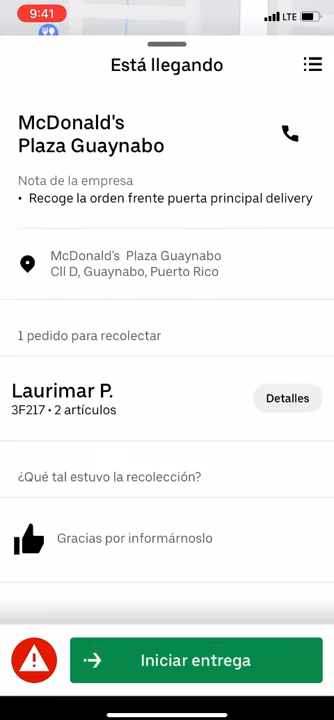 9:41
LTE
Está llegando
McDonald's
Plaza Guaynabo
Nota de la empresa
• Recoge la orden frente puerta principal delivery
McDonald's Plaza Guaynabo
Cll D, Guaynabo, Puerto Rico
1 pedido para recolectar
Laurimar P.
Detalles
3F217 • 2 artículos
¿Qué tal estuvo la recolección?
Gracias por informárnoslo
Iniciar entrega